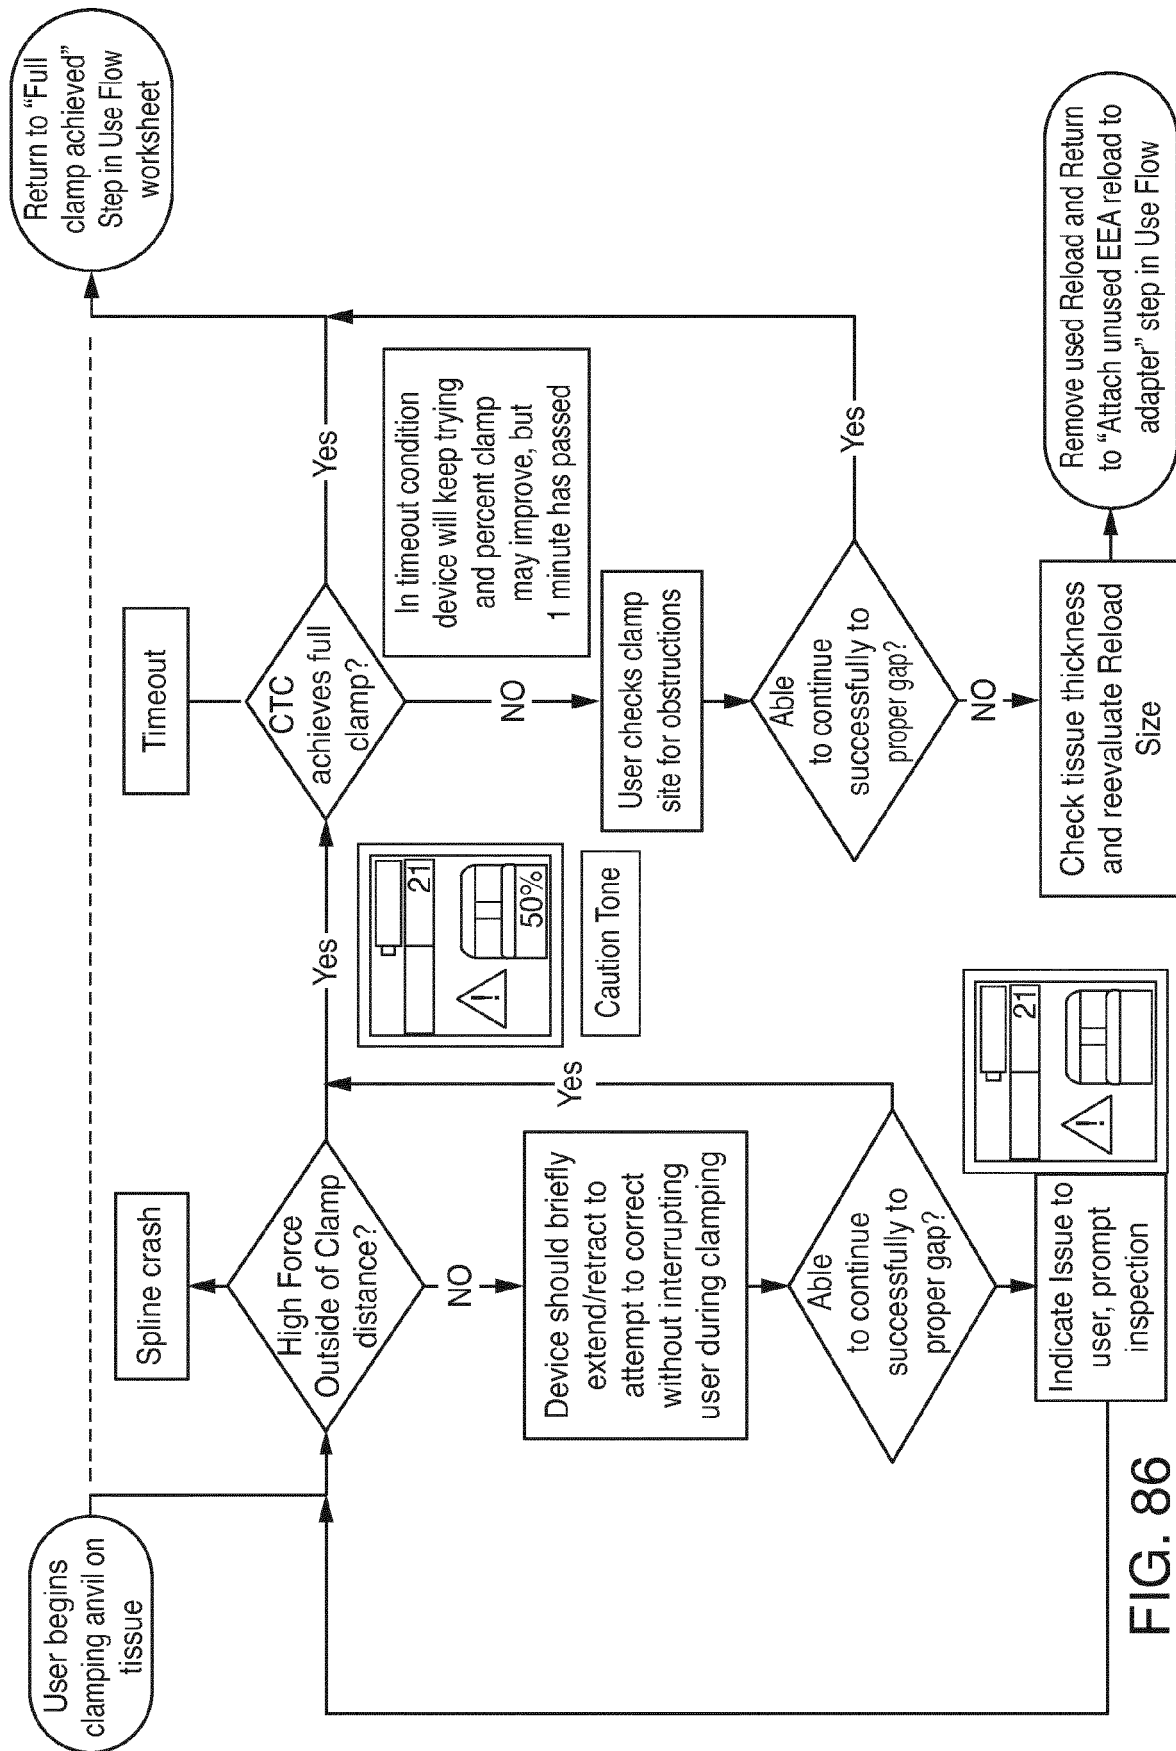 User begins
clamping anvil on
tissue
Return to “Full
clamp achieved”
Step in Use Flow
worksheet
Spline crash
High Force
Outside of Clamp
distance?
Yes
NO
Device should briefly
extend/retract to
attempt to correct
without interrupting
user during clamping
Able
to continue
successfully to
proper gap?
Yes
Indicate Issue to
user, prompt
inspection
21
21
50%
Caution Tone
Timeout
CTC
achieves full
clamp?
Yes
NO
In timeout condition
device will keep trying
and percent clamp
may improve, but
1 minute has passed
User checks clamp
site for obstructions
Able
to continue
successfully to
proper gap?
Yes
NO
Check tissue thickness
and reevaluate Reload
Size
Remove used Reload and Return
to “Attach unused EEA reload to
adapter” step in Use Flow
FIG. 86